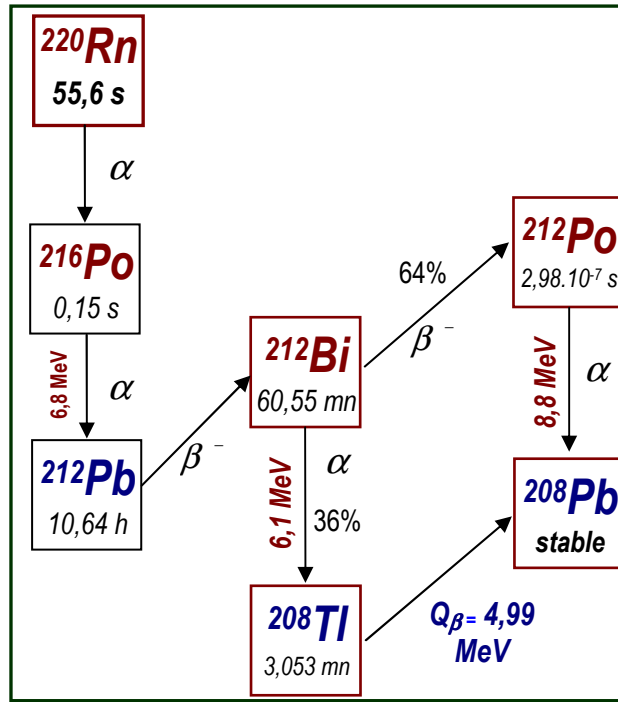 ²²⁰Rn
55,6 s
α
²¹⁶Po
0,15 s
6,8 MeV
α
²¹²Pb
10,64 h
β⁻
²¹²Bi
60,55 mn
64%
β⁻
²¹²Po
2,98.10⁻⁷ s
8,8 MeV
α
6,1 MeV
α
36%
²⁰⁸Pb
stable
²⁰⁸Tl
3,053 mn
Qβ = 4,99
MeV